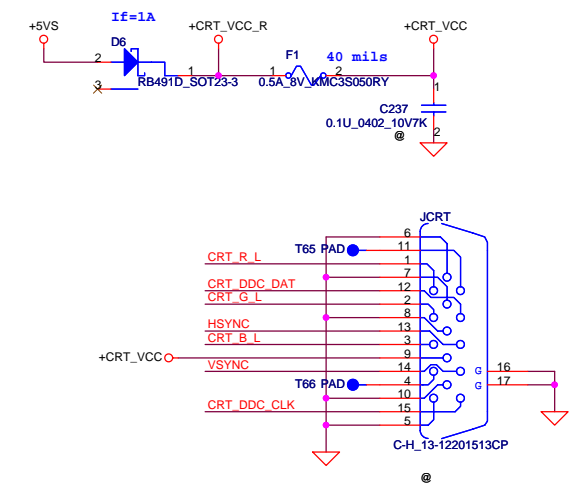 If=1A
+5VS
+CRT_VCC_R
+CRT_VCC
D6
F1
40 mils
2
1
1
2
3
RB491D_SOT23-3
0.5A_8V_KMC3S050RY
1
C237
0.1U_0402_10V7K
@
2
JCRT
6
T65 PAD
11
CRT_R_L
1
7
CRT_DDC_DAT
12
CRT_G_L
2
8
HSYNC
13
CRT_B_L
3
+CRT_VCC
9
VSYNC
14
G
16
T66 PAD
4
G
17
10
CRT_DDC_CLK
15
5
C-H_13-12201513CP
@